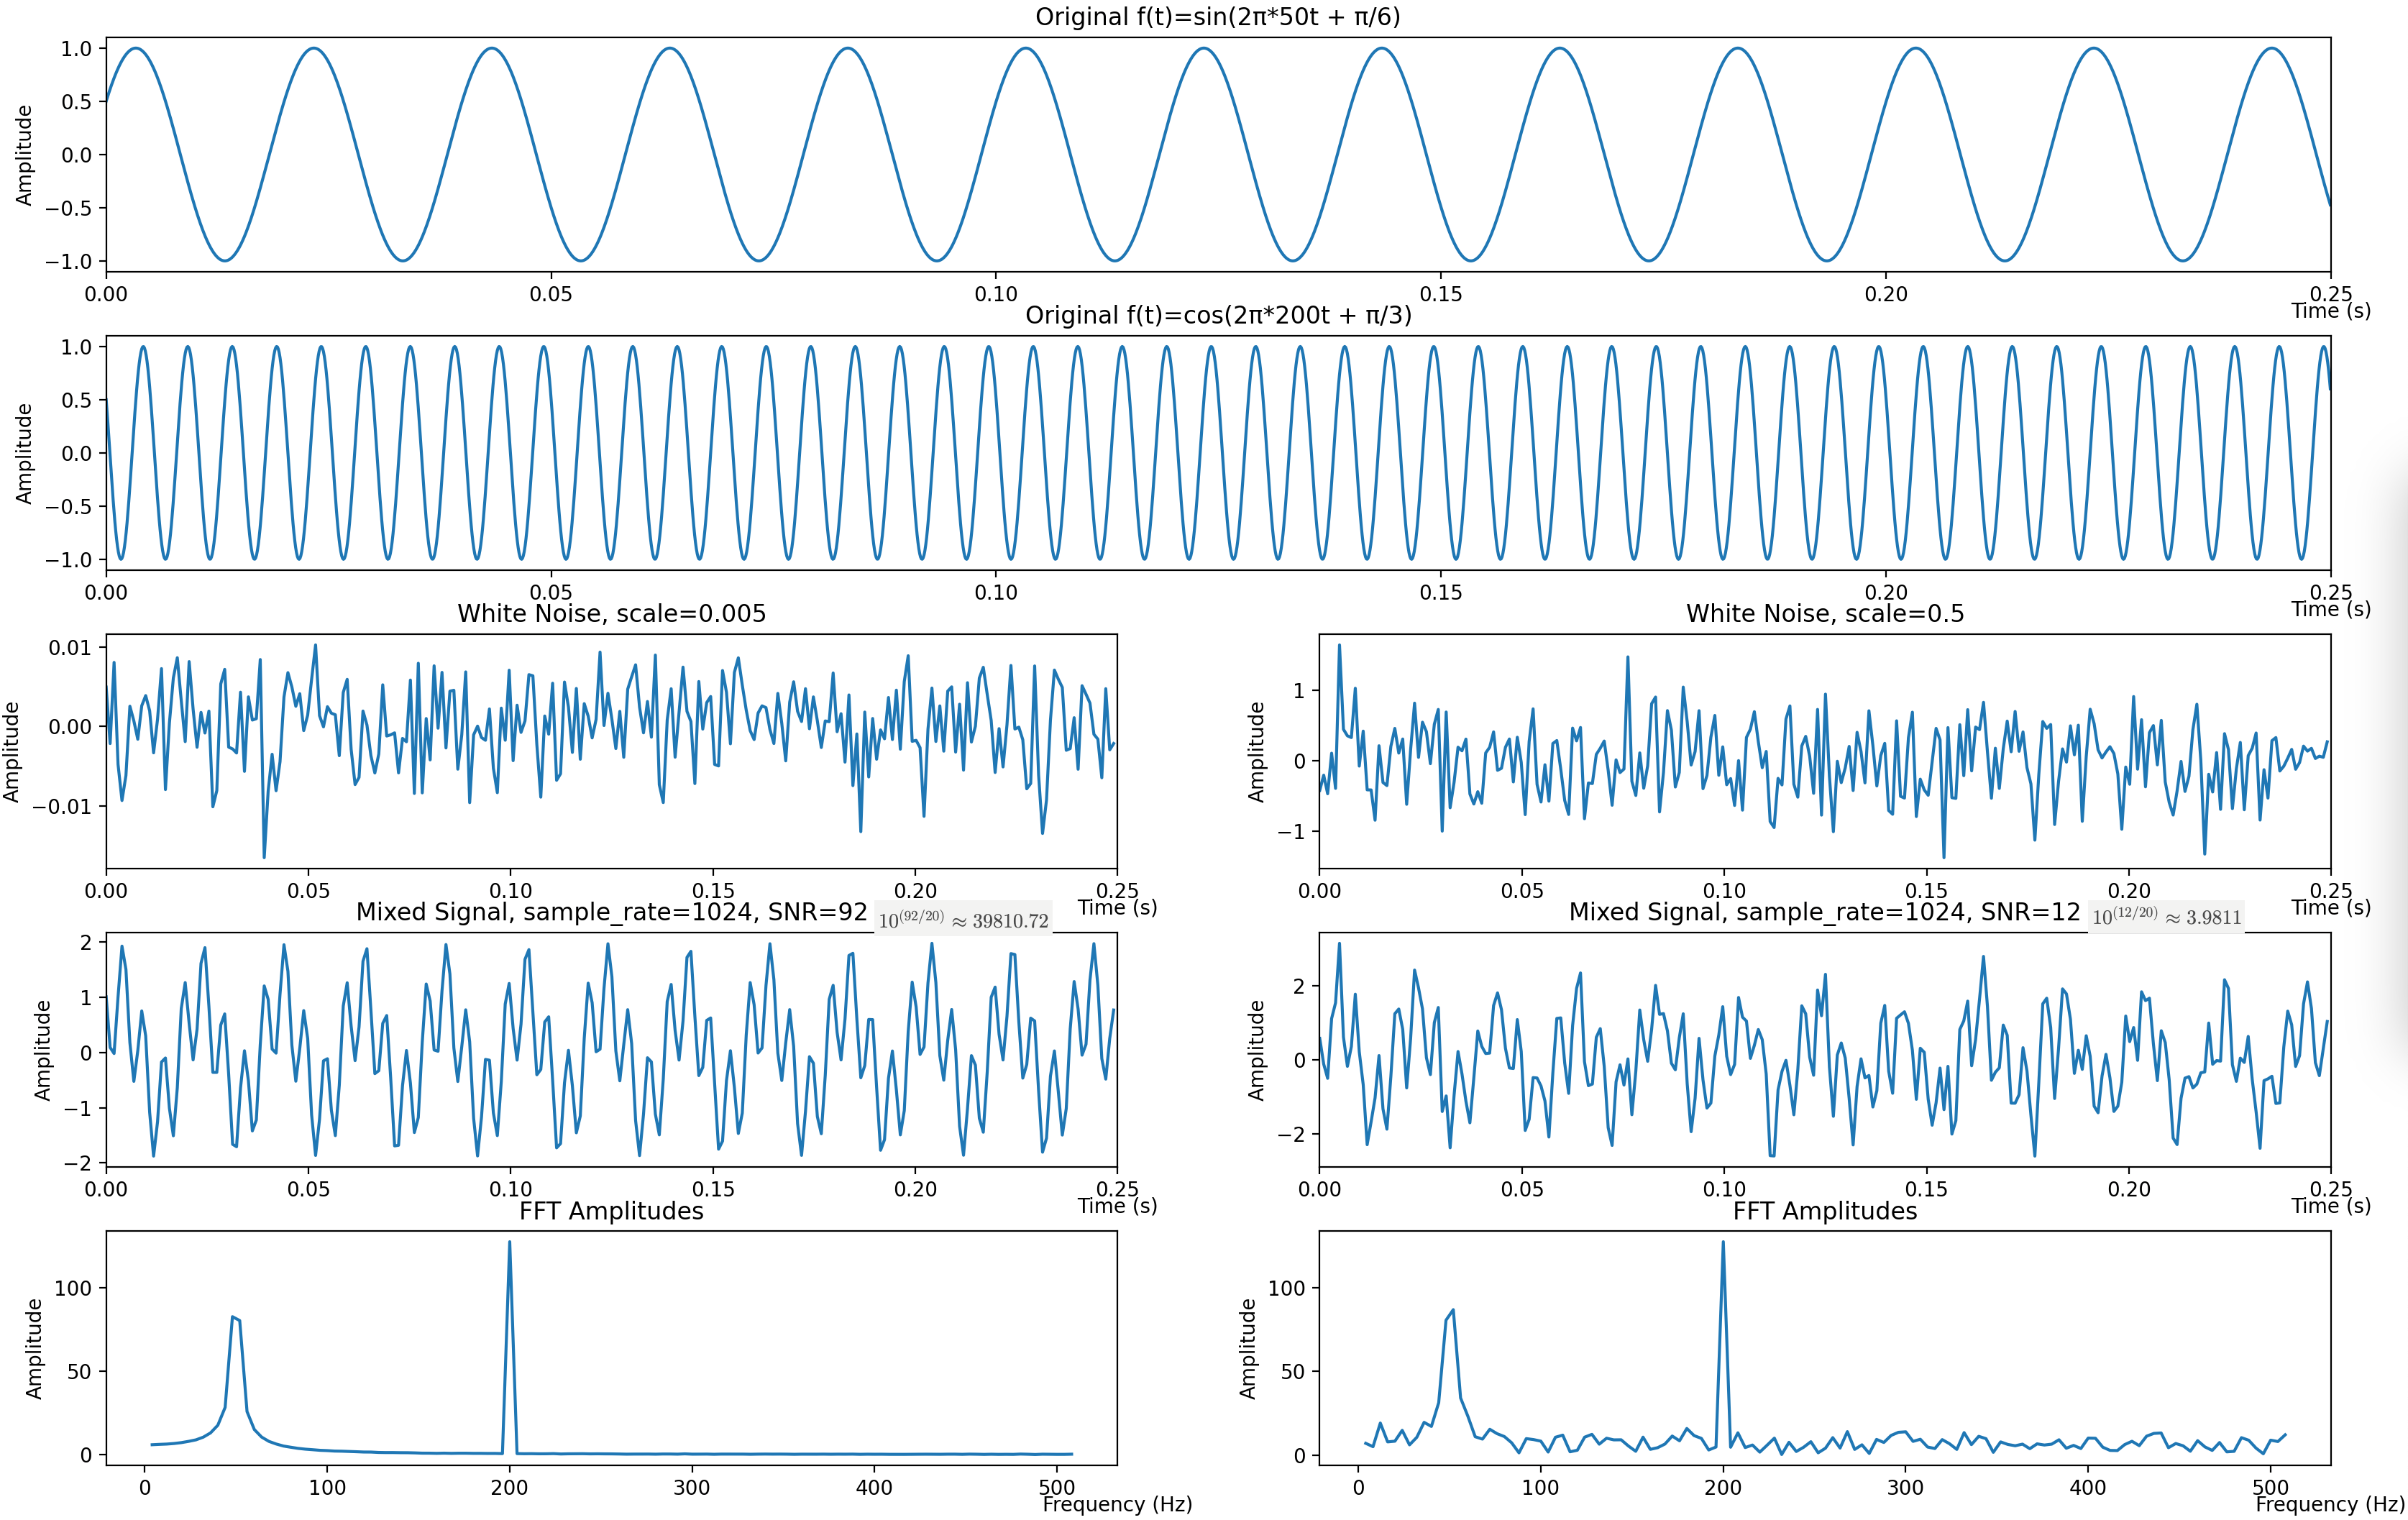 Original f(t)=sin(2π*50t + π/6)
Amplitude
1.0
0.5
0.0
−0.5
−1.0
0.00 0.05 0.10 0.15 0.20 0.25
Time (s)
Original f(t)=cos(2π*200t + π/3)
Amplitude
1.0
0.5
0.0
−0.5
−1.0
0.00 0.05 0.10 0.15 0.20 0.25
Time (s)
White Noise, scale=0.005
Amplitude
0.01
0.00
−0.01
0.00 0.05 0.10 0.15 0.20 0.25
Time (s)
White Noise, scale=0.5
Amplitude
1
0
−1
0.00 0.05 0.10 0.15 0.20 0.25
Time (s)
Mixed Signal, sample_rate=1024, SNR=92 10^(92/20) ≈ 39810.72
Amplitude
2
1
0
−1
−2
0.00 0.05 0.10 0.15 0.20 0.25
Time (s)
Mixed Signal, sample_rate=1024, SNR=12 10^(12/20) ≈ 3.9811
Amplitude
2
0
−2
0.00 0.05 0.10 0.15 0.20 0.25
Time (s)
FFT Amplitudes
Amplitude
100
50
0
0 100 200 300 400 500
Frequency (Hz)
FFT Amplitudes
Amplitude
100
50
0
0 100 200 300 400 500
Frequency (Hz)